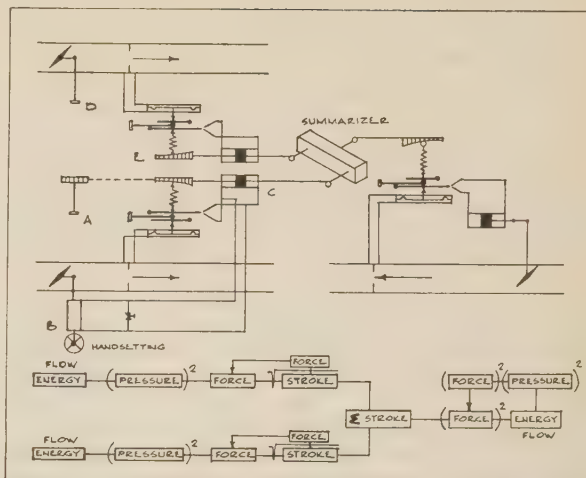 D
SUMMARIZER
E
C
A
B
HANDSETTING
FLOW
ENERGY (PRESSURE)² FORCE √ STROKE
FORCE
Σ STROKE
(FORCE)² (PRESSURE)²
(FORCE)² ENERGY
FLOW
FLOW
ENERGY (PRESSURE)² FORCE √ STROKE
FORCE